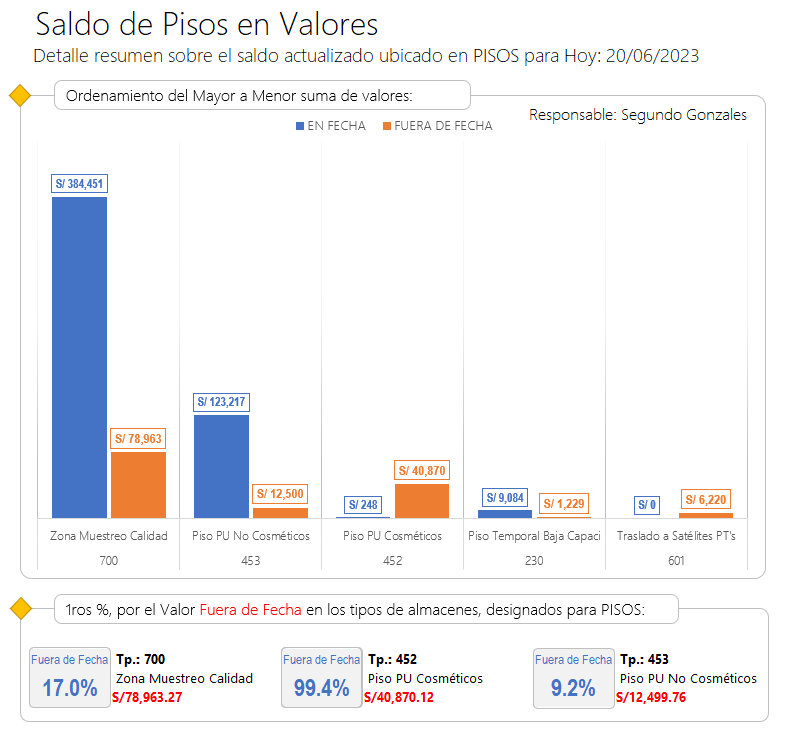 Saldo de Pisos en Valores
Detalle resumen sobre el saldo actualizado ubicado en PISOS para Hoy: 20/06/2023
Ordenamiento del Mayor a Menor suma de valores:
Responsable: Segundo Gonzales
EN FECHA FUERA DE FECHA
S/ 384,451
S/ 78,963
S/ 123,217
S/ 12,500
S/ 248
S/ 40,870
S/ 9,084
S/ 1,229
S/ 0
S/ 6,220
Zona Muestreo Calidad
Piso PU No Cosméticos
Piso PU Cosméticos
Piso Temporal Baja Capaci
Traslado a Satélites PT's
700
453
452
230
601
1ros %, por el Valor Fuera de Fecha en los tipos de almacenes, designados para PISOS:
Fuera de Fecha
17.0%
Tp.: 700
Zona Muestreo Calidad
S/78,963.27
Fuera de Fecha
99.4%
Tp.: 452
Piso PU Cosméticos
S/40,870.12
Fuera de Fecha
9.2%
Tp.: 453
Piso PU No Cosméticos
S/12,499.76